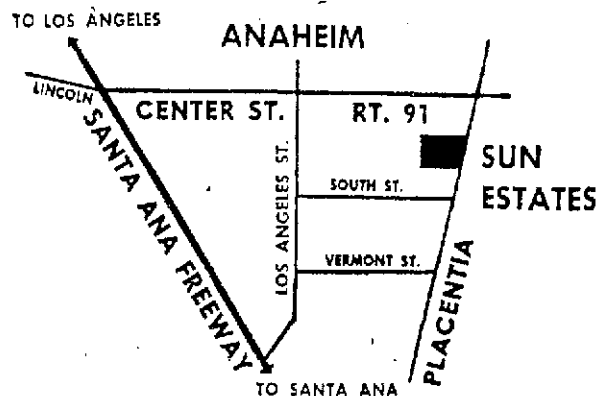 TO LOS ANGELES
ANAHEIM
LINCOLN
CENTER ST.
RT. 91
SANTA ANA FREEWAY
LOS ANGELES ST.
SUN
ESTATES
SOUTH ST.
VERMONT ST.
PLACENTIA
TO SANTA ANA